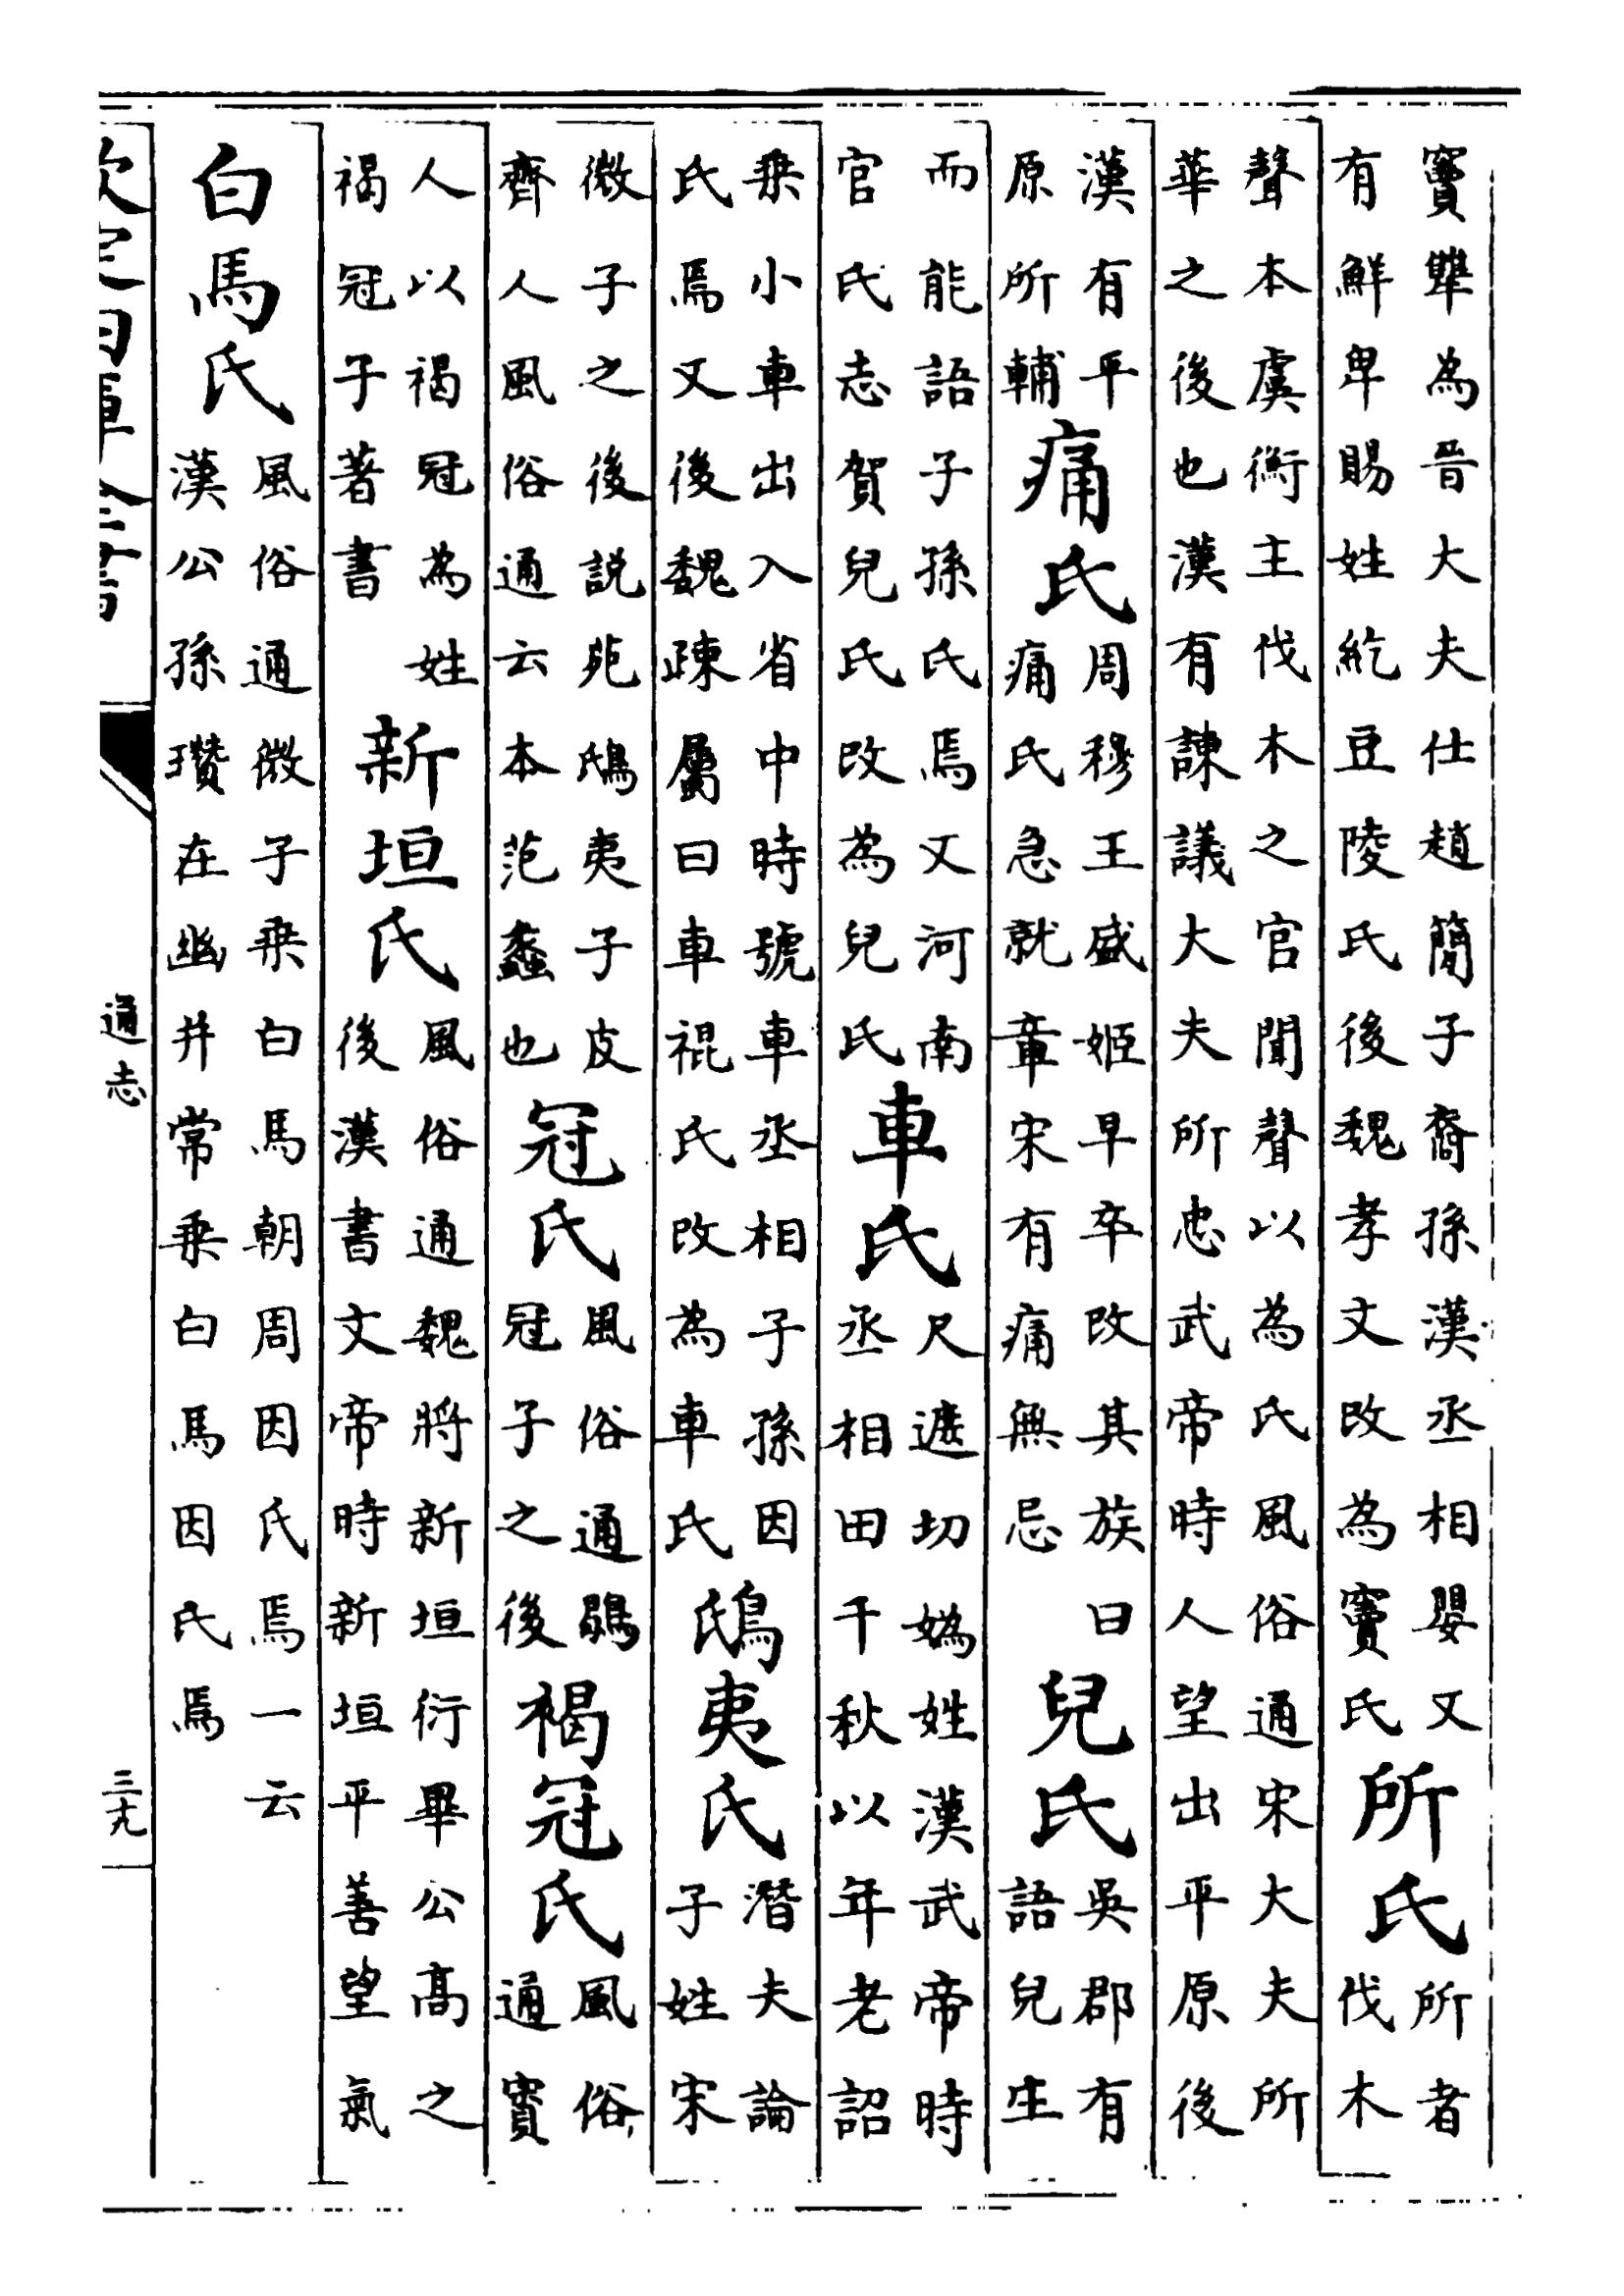 竇犨為晉大夫仕趙簡子裔孫漢丞相嬰又
有鮮卑賜姓紇豆陵氏後魏孝文改為竇氏
所氏
所者
伐木
聲本虞衡主伐木之官聞聲以為氏風俗通宋大夫所
華之後也漢有諫議大夫所忠武帝時人望出平原後
漢有平
原所輔
痛氏
周穆王盛姬早卒改其族曰
痛氏急就章宋有痛無忌
兒氏
吳郡有
語兒生
而能語子孫氏焉又河南
官氏志賀兒氏改為兒氏
車氏
尺遮切媯姓漢武帝時
丞相田千秋以年老詔
乗小車出入省中時號車丞相子孫因
氏焉又後魏疎屬曰車祝氏改為車氏
鴟夷氏
潛夫論
子姓宋
微子之後説苑鴟夷子皮
齊人風俗通云本范蠡也
冠氏
風俗通鶡
冠子之後
褐冠氏
風俗
通賨
人以褐冠為姓
褐冠子著書
新垣氏
風俗通魏將新垣衍畢公高之
後漢書文帝時新垣平善望氣
白馬氏
風俗通微子乗白馬朝周因氏焉一云
漢公孫瓚在幽并常乗白馬因氏焉
欽定四庫全書
通志
三十九